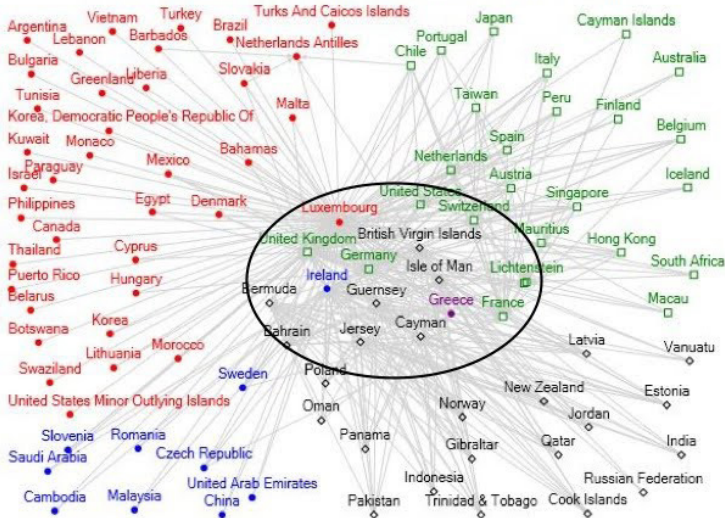 Turks And Caicos Islands
Vietnam
Turkey
Brazil
Argentina
Lebanon
Barbados
Netherlands Antilles
Bulgaria
Greenland
Liberia
Slovakia
Tunisia
Malta
Korea, Democratic People's Republic Of
Kuwait
Monaco
Mexico
Bahamas
Israel
Paraguay
Philippines
Egypt
Denmark
Luxembourg
Canada
Thailand
Cyprus
Puerto Rico
Hungary
Belarus
Botswana
Korea
Lithuania
Morocco
Swaziland
United States Minor Outlying Islands
Japan
Cayman Islands
Portugal
Chile
Italy
Australia
Taiwan
Peru
Finland
Spain
Belgium
Netherlands
Austria
Iceland
United States
Singapore
Switzerland
Mauritius
Hong Kong
United Kingdom
Germany
Lichtenstein
South Africa
France
Macau
British Virgin Islands
Isle of Man
Ireland
Bermuda
Guernsey
Greece
Bahrain
Jersey
Cayman
Poland
Oman
Latvia
Vanuatu
New Zealand
Estonia
Norway
Jordan
Panama
Gibraltar
Qatar
India
Indonesia
Russian Federation
Pakistan
Trinidad & Tobago
Cook Islands
Sweden
Slovenia
Romania
Saudi Arabia
Czech Republic
United Arab Emirates
Cambodia
Malaysia
China